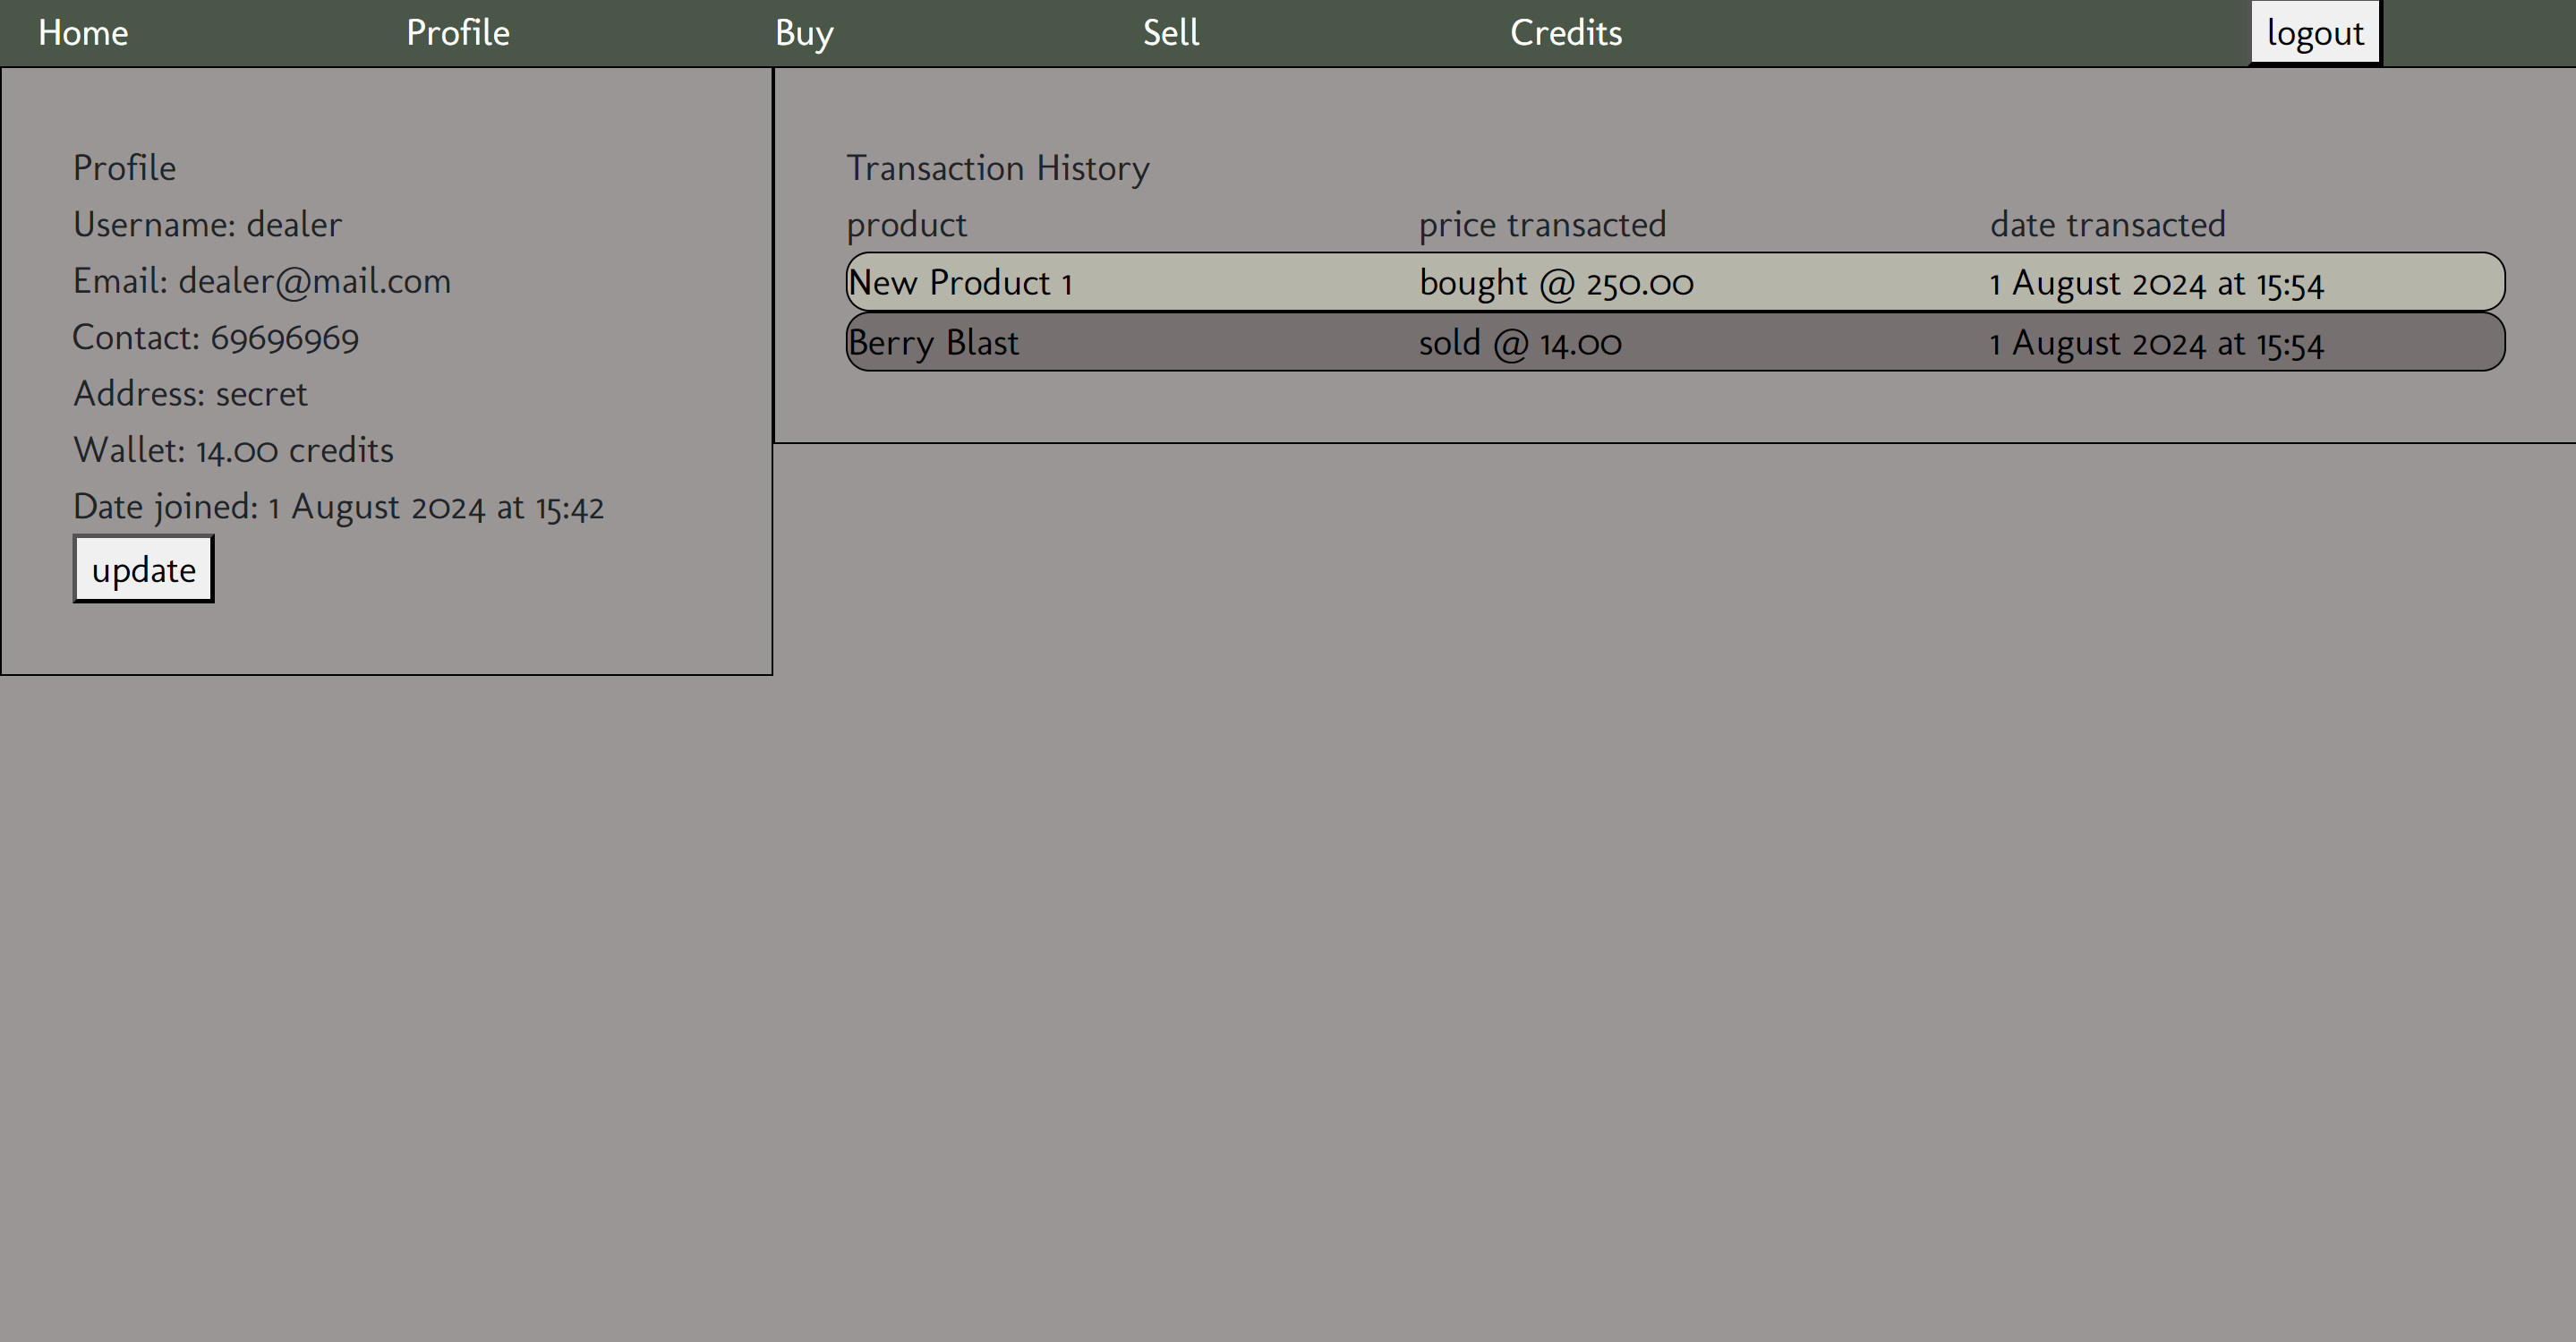 Home Profile Buy Sell Credits logout
Profile
Username: dealer
Email: dealer@mail.com
Contact: 69696969
Address: secret
Wallet: 14.00 credits
Date joined: 1 August 2024 at 15:42
update
Transaction History
product price transacted date transacted
New Product 1 bought @ 250.00 1 August 2024 at 15:54
Berry Blast sold @ 14.00 1 August 2024 at 15:54